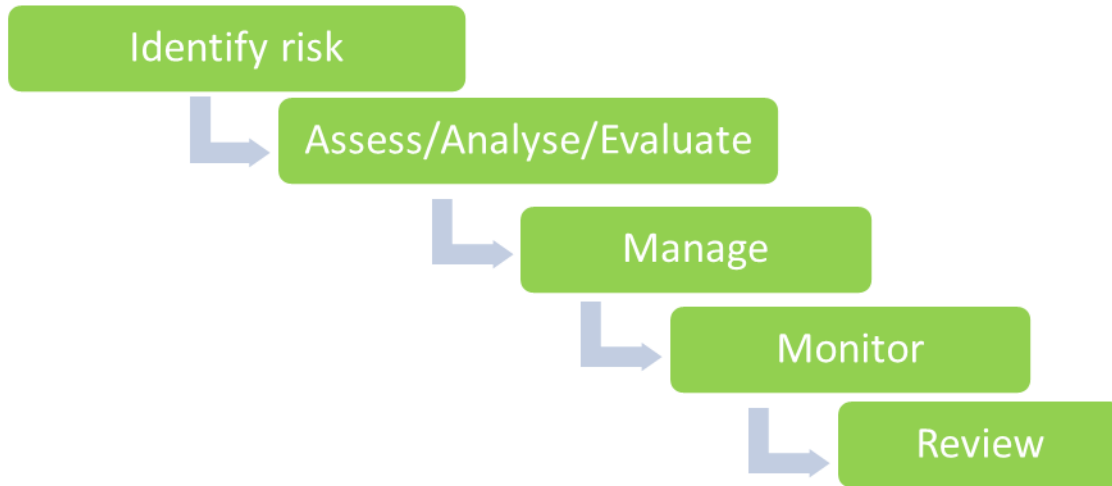 Identify risk
Assess/Analyse/Evaluate
Manage
Monitor
Review